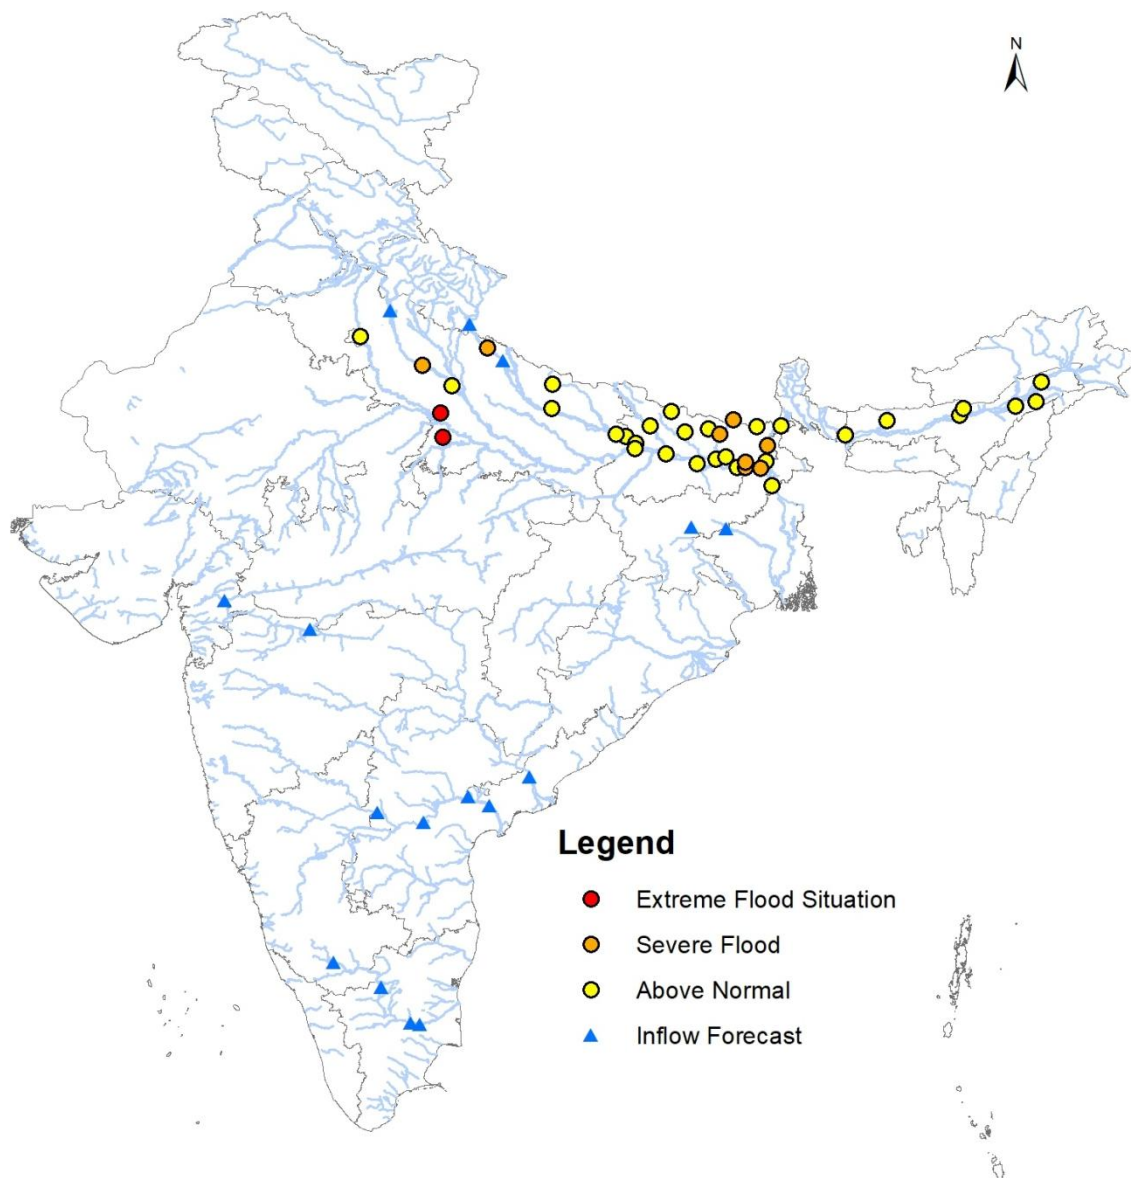 N
Legend
Extreme Flood Situation
Severe Flood
Above Normal
Inflow Forecast